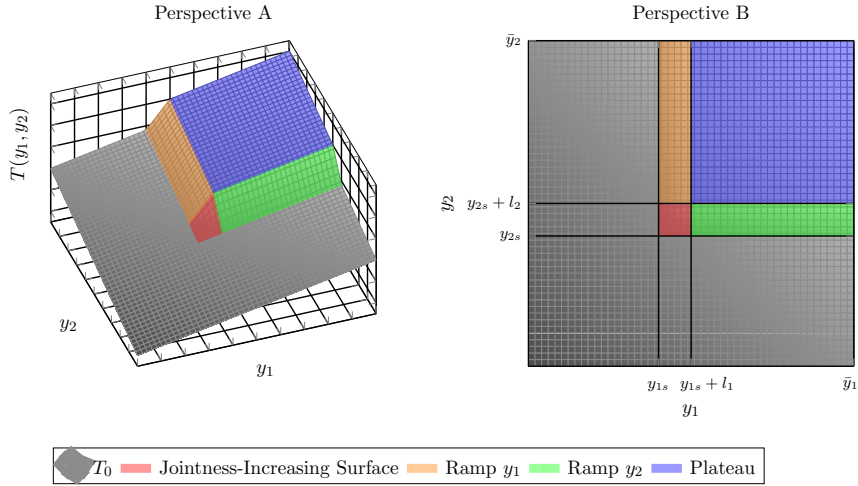 Perspective A
Perspective B
T(y₁, y₂)
y₂
y₁
ȳ₂
y₂
y₂ₛ + l₂
y₂ₛ
y₁ₛ
y₁ₛ + l₁
ȳ₁
y₁
T₀ Jointness-Increasing Surface Ramp y₁ Ramp y₂ Plateau